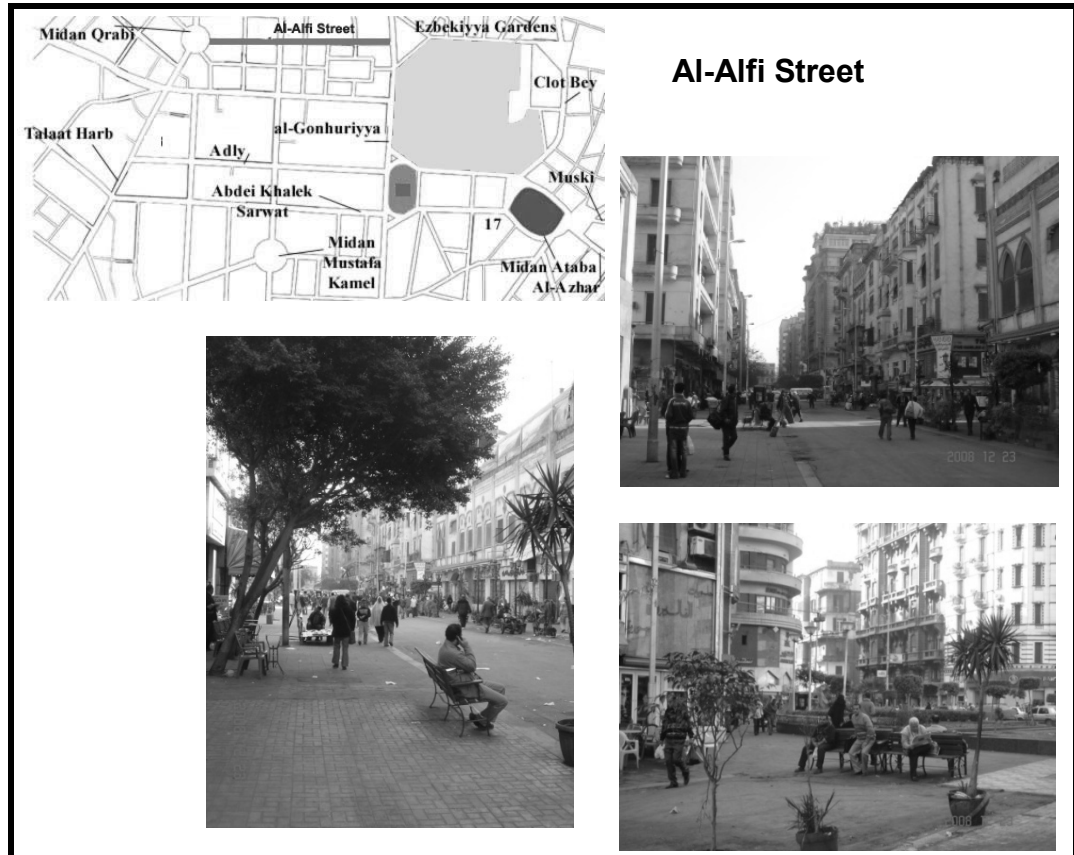 Al-Alfi Street
Midan Qrabi
Al-Alfi Street
Ezbekiyya Gardens
Clot Bey
al-Gonhuriyya
Talaat Harb
Adly
Muski
Abdei Khalek
Sarwat
17
Midan
Mustafa
Kamel
Midan Ataba
Al-Azhar
2008 12 23